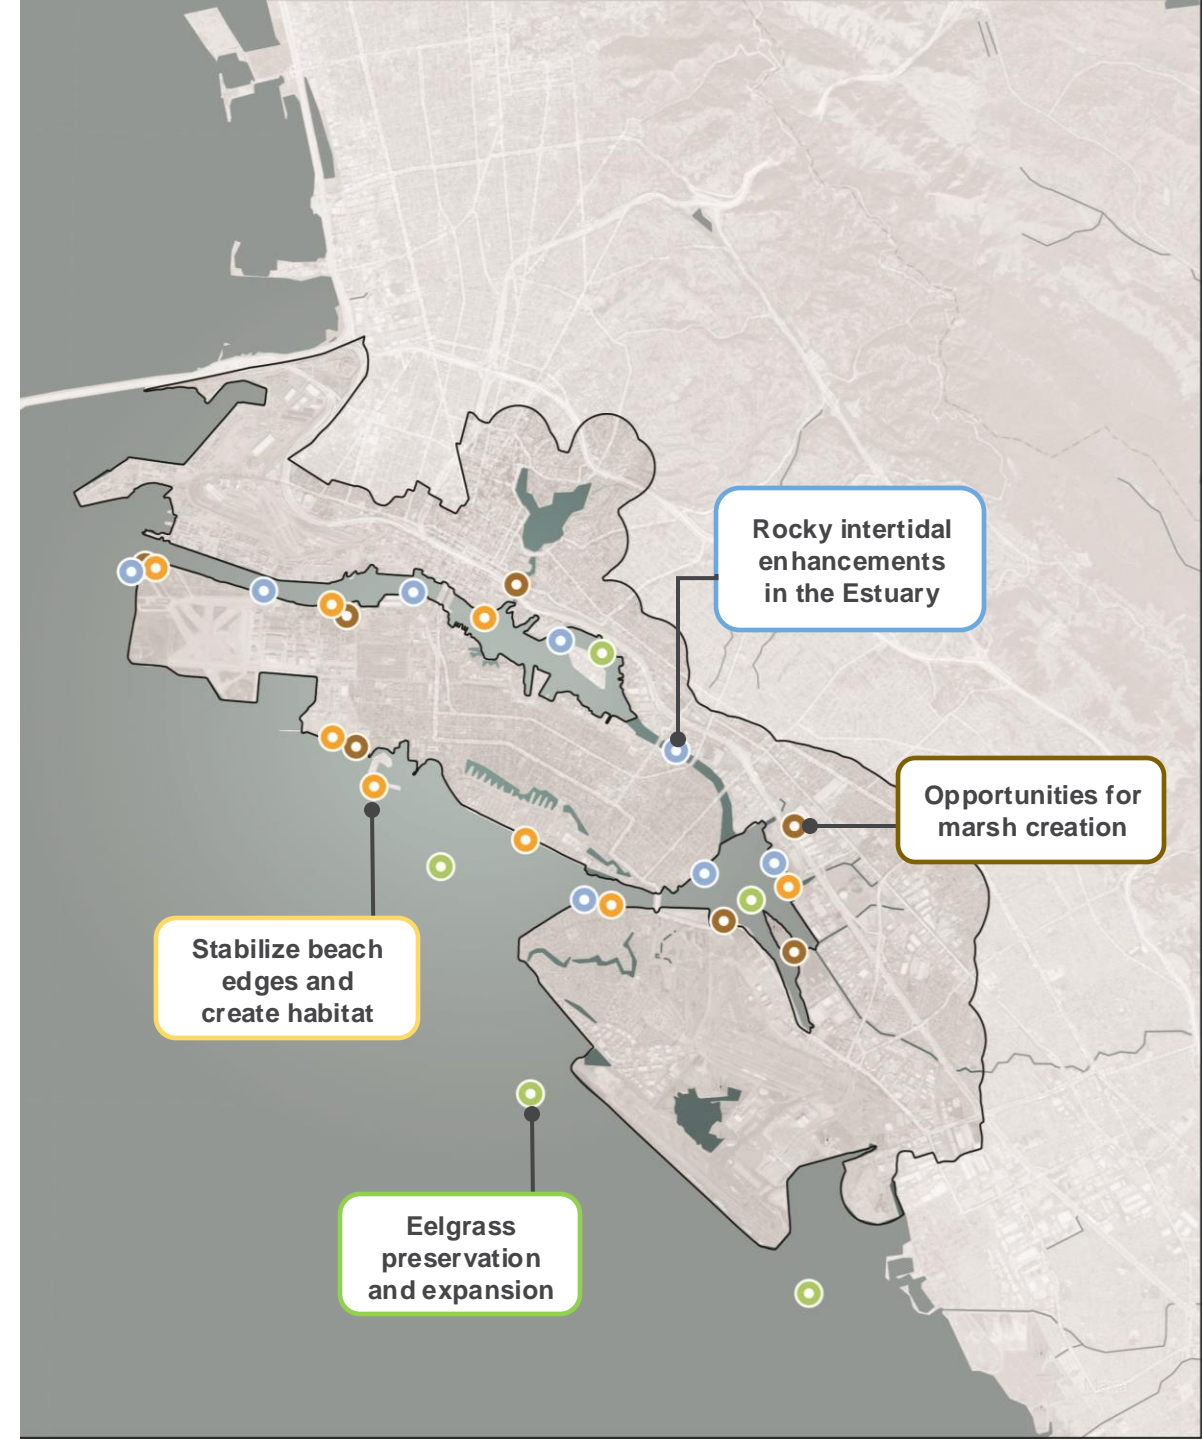 Rocky intertidal
enhancements
in the Estuary
Opportunities for
marsh creation
Stabilize beach
edges and
create habitat
Eelgrass
preservation
and expansion